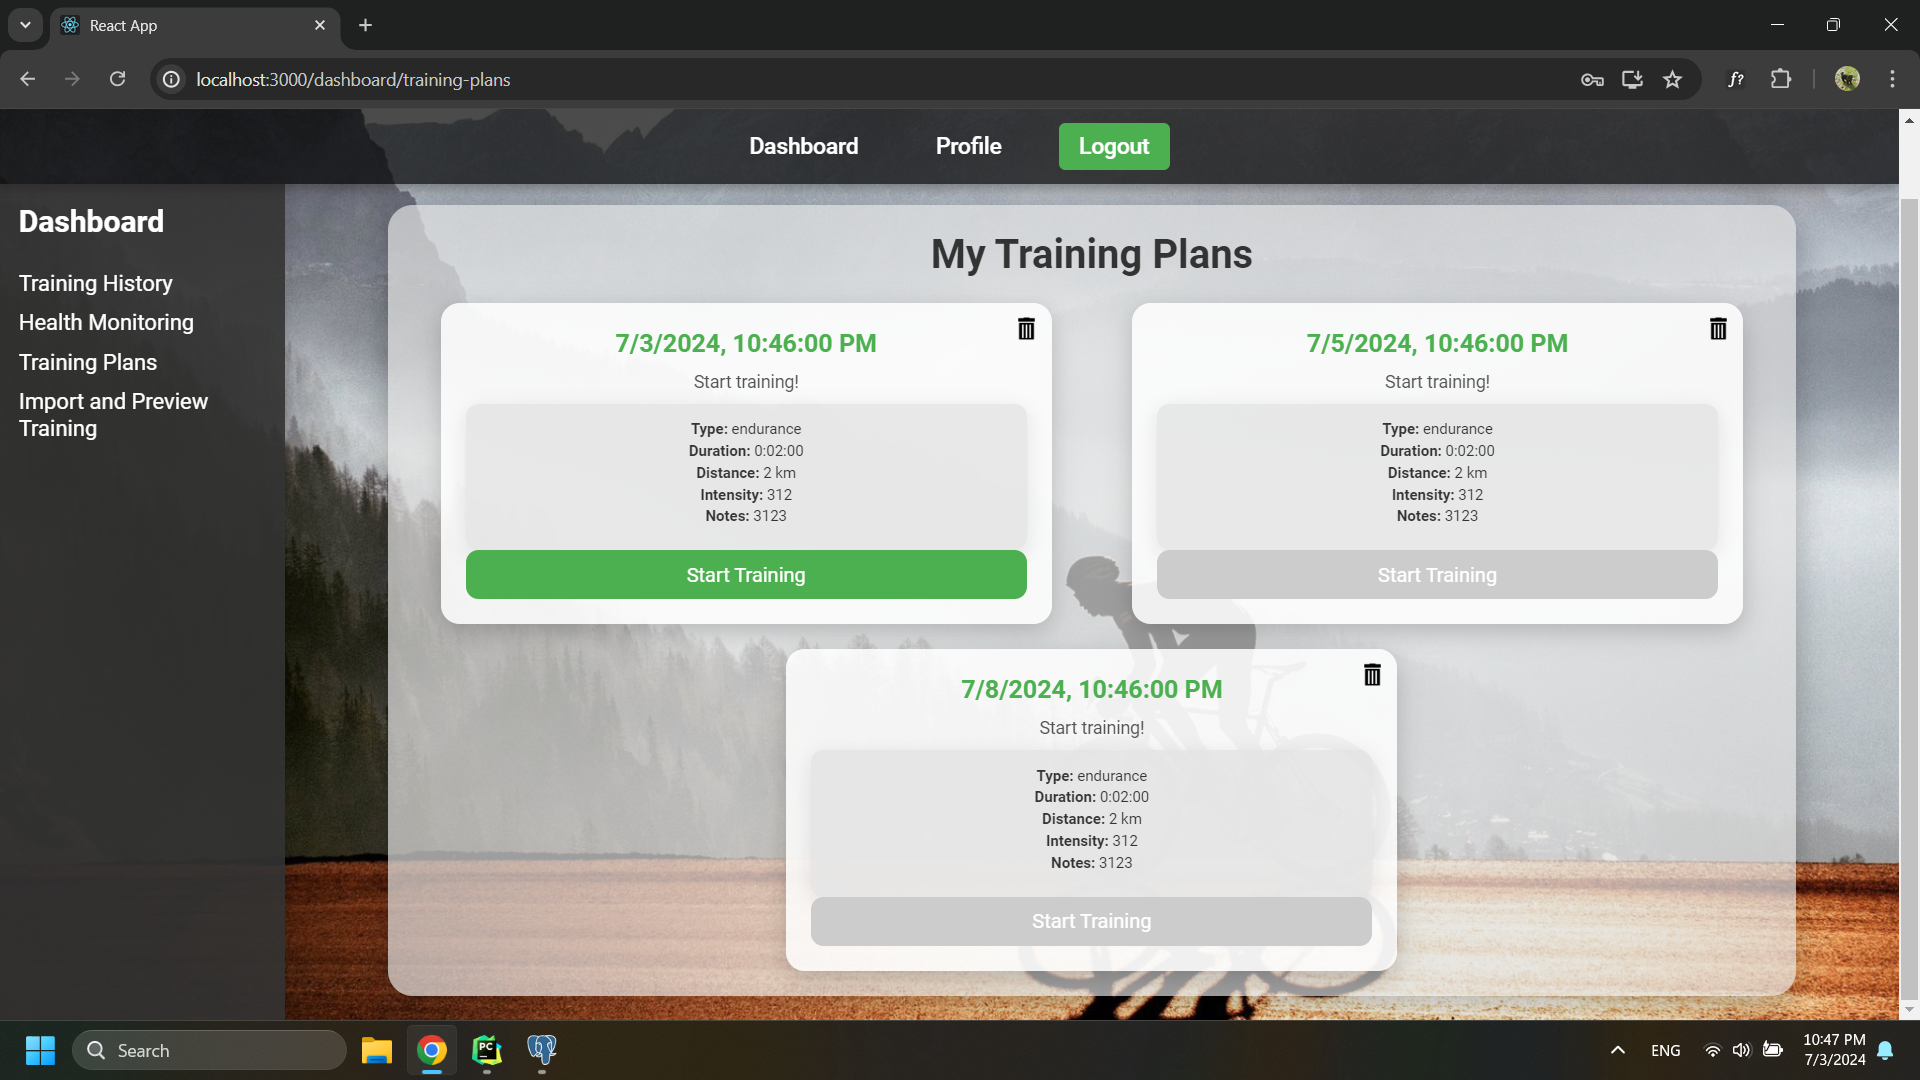 React App
localhost:3000/dashboard/training-plans
f?
Dashboard
Profile
Logout
Dashboard
Training History
Health Monitoring
Training Plans
Import and Preview
Training
My Training Plans
7/3/2024, 10:46:00 PM
Start training!
Type: endurance
Duration: 0:02:00
Distance: 2 km
Intensity: 312
Notes: 3123
Start Training
7/5/2024, 10:46:00 PM
Start training!
Type: endurance
Duration: 0:02:00
Distance: 2 km
Intensity: 312
Notes: 3123
Start Training
7/8/2024, 10:46:00 PM
Start training!
Type: endurance
Duration: 0:02:00
Distance: 2 km
Intensity: 312
Notes: 3123
Start Training
Search
PC
ENG
10:47 PM
7/3/2024